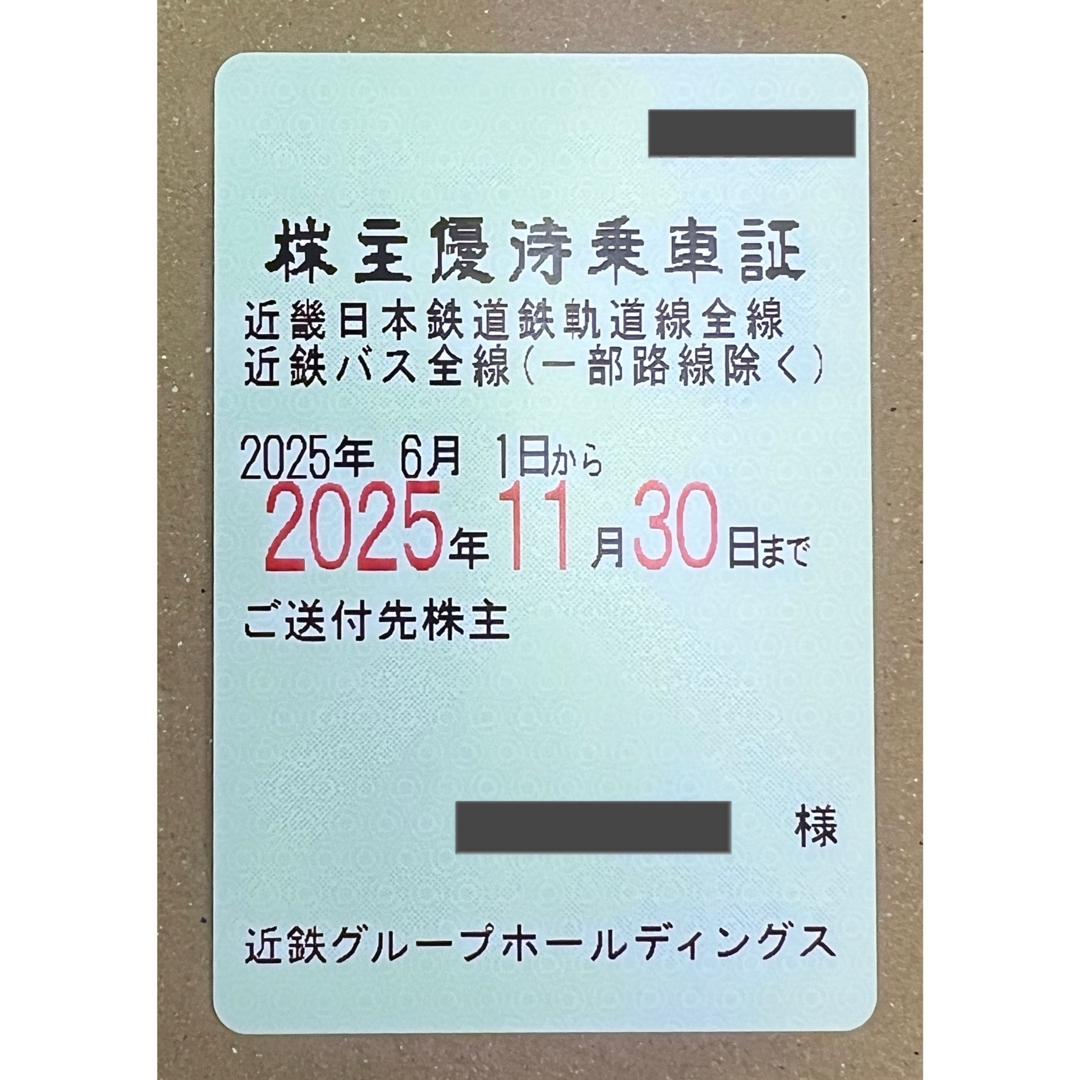 株主優待乗車証
近畿日本鉄道鉄軌道線全線
近鉄バス全線(一部路線除く)
2025年 6月 1日から
2025年11月30日まで
ご送付先株主
様
近鉄グループホールディングス